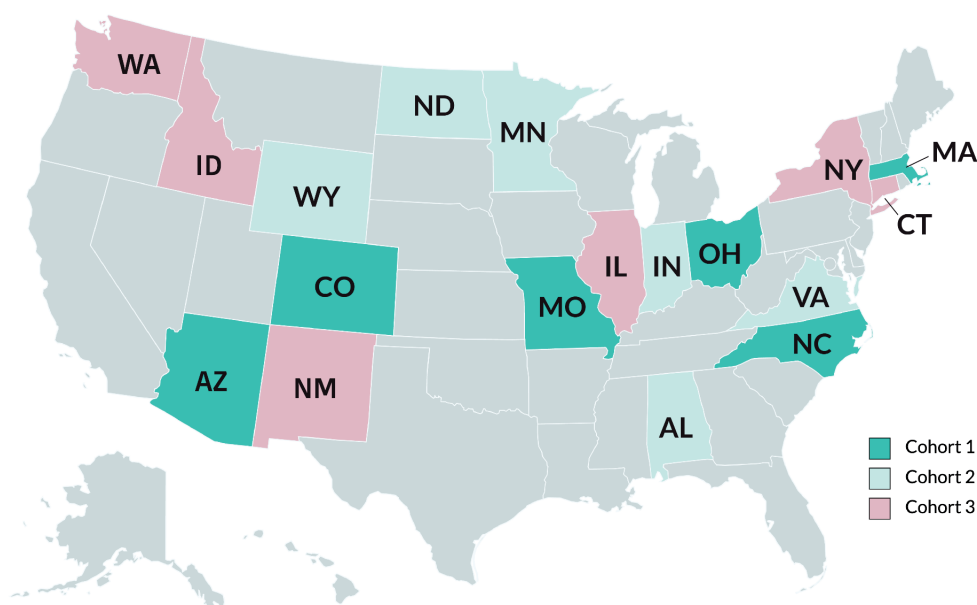 WA
ND
MN
ID
WY
NY
MA
CT
CO
IL
IN
OH
MO
VA
NC
AZ
NM
AL
Cohort 1
Cohort 2
Cohort 3